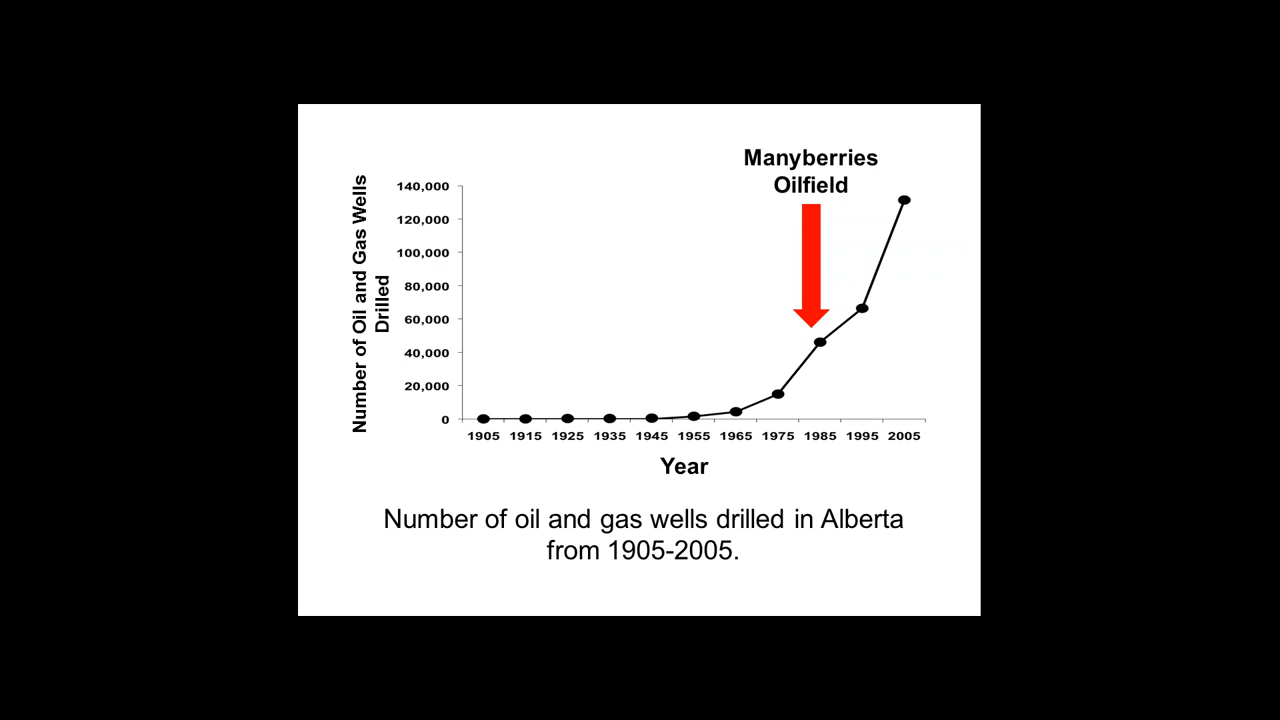 Manyberries
Oilfield
Number of Oil and Gas Wells
Drilled
140,000
120,000
100,000
80,000
60,000
40,000
20,000
0
1905 1915 1925 1935 1945 1955 1965 1975 1985 1995 2005
Year
Number of oil and gas wells drilled in Alberta
from 1905-2005.